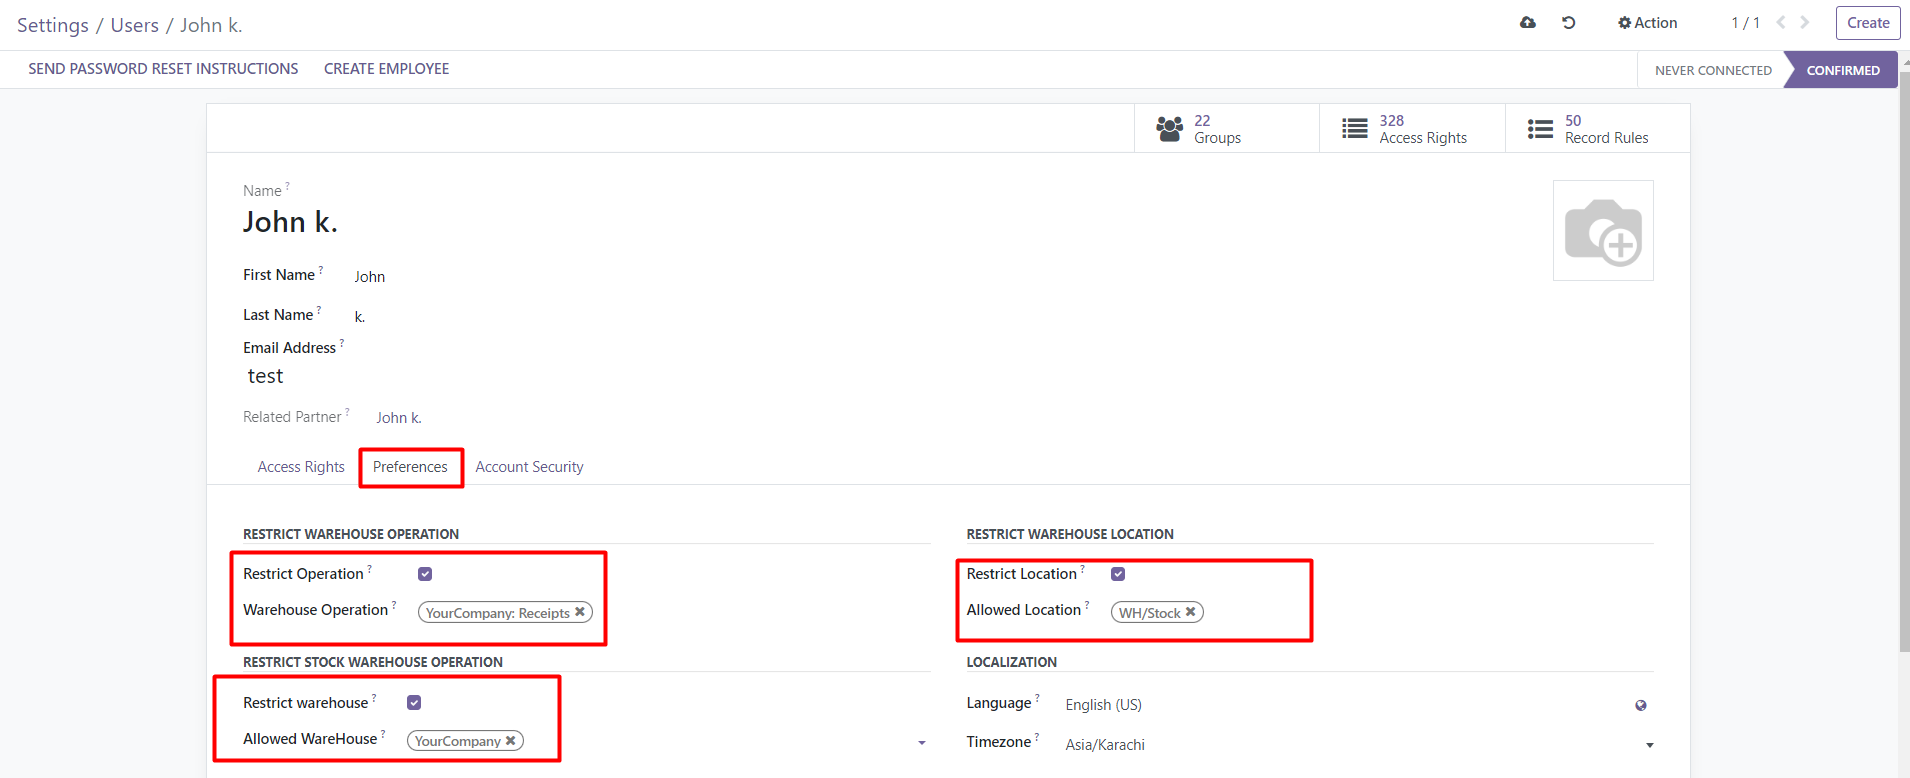 Settings / Users / John k.
Action
1 / 1
Create
SEND PASSWORD RESET INSTRUCTIONS
CREATE EMPLOYEE
NEVER CONNECTED
CONFIRMED
22
Groups
328
Access Rights
50
Record Rules
Name ?
John k.
First Name ? John
Last Name ? k.
Email Address ?
test
Related Partner ? John k.
Access Rights
Preferences
Account Security
RESTRICT WAREHOUSE OPERATION
Restrict Operation ?
Warehouse Operation ? YourCompany: Receipts ✖
RESTRICT WAREHOUSE LOCATION
Restrict Location ?
Allowed Location ? WH/Stock ✖
RESTRICT STOCK WAREHOUSE OPERATION
Restrict warehouse ?
Allowed WareHouse ? YourCompany ✖
LOCALIZATION
Language ? English (US)
Timezone ? Asia/Karachi